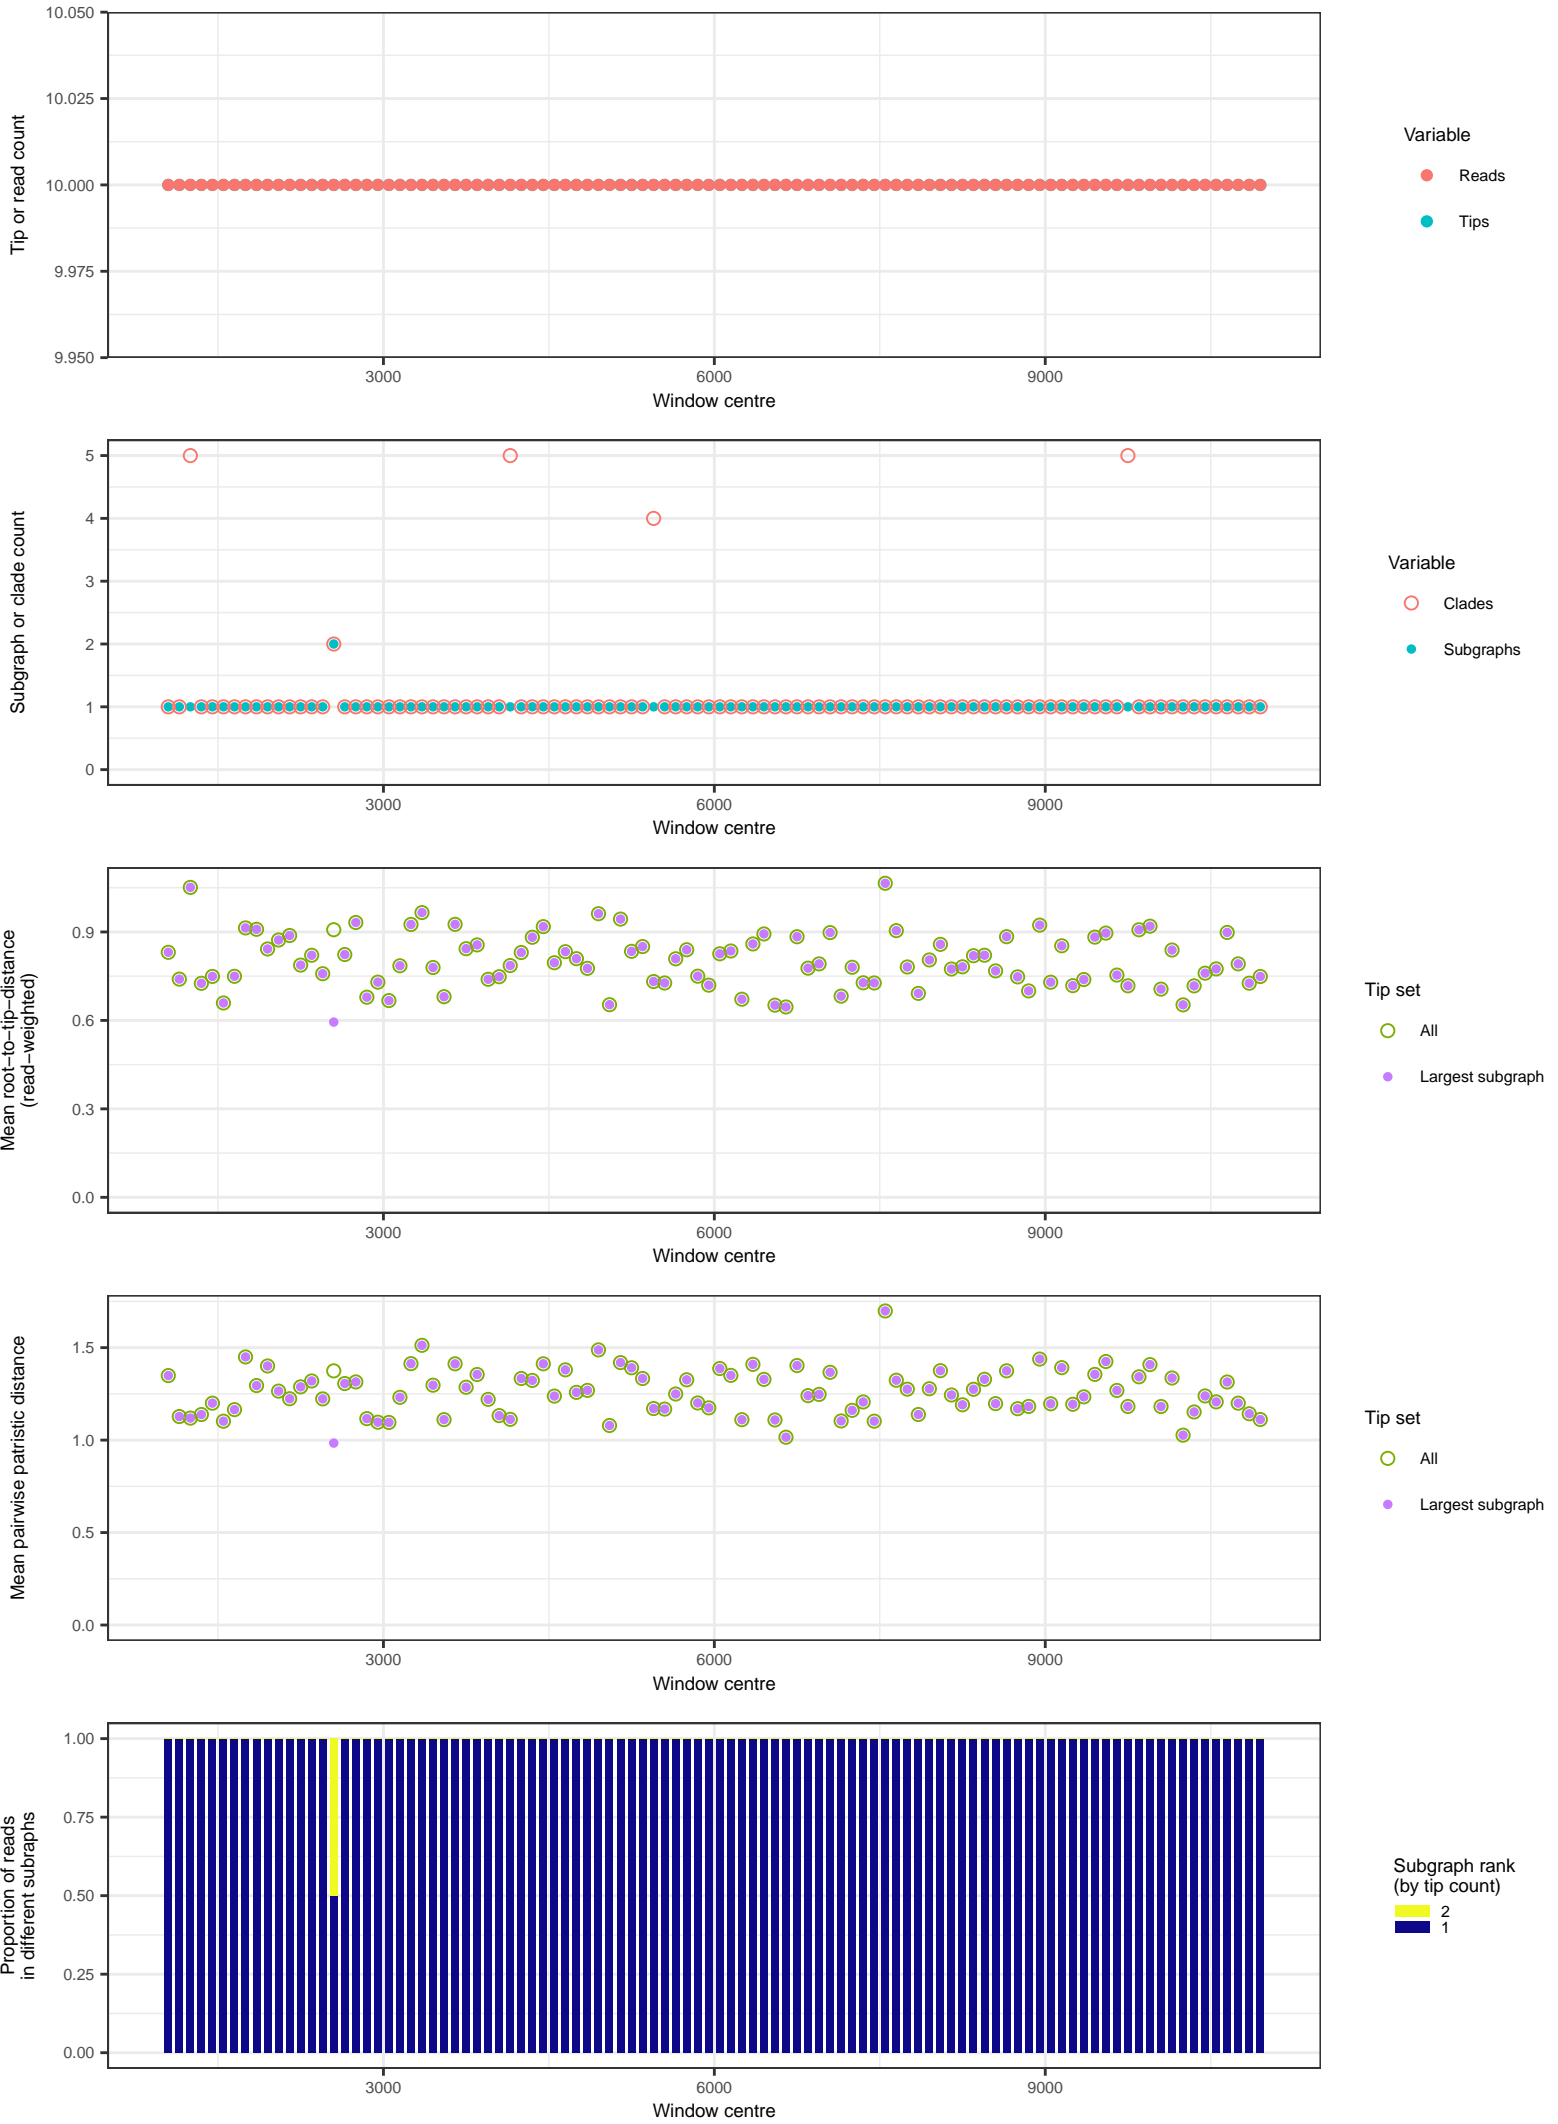 10.050
10.025
10.000
9.975
9.950
Tip or read count
3000
6000
9000
Window centre
Variable
Reads
Tips
5
4
3
2
1
0
Subgraph or clade count
3000
6000
9000
Window centre
Variable
Clades
Subgraphs
0.9
0.6
0.3
0.0
Mean root−to−tip−distance
(read−weighted)
3000
6000
9000
Window centre
Tip set
All
Largest subgraph
1.5
1.0
0.5
0.0
Mean pairwise patristic distance
3000
6000
9000
Window centre
Tip set
All
Largest subgraph
1.00
0.75
0.50
0.25
0.00
Proportion of reads
in different subraphs
3000
6000
9000
Window centre
Subgraph rank
(by tip count)
2
1